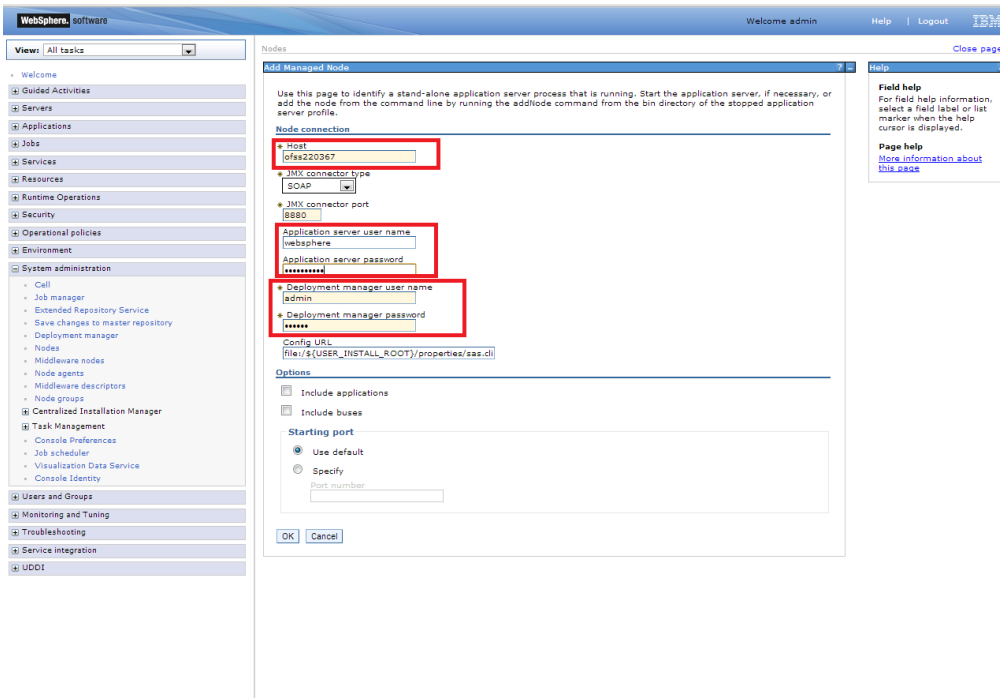 WebSphere. software
Welcome admin
Help | Logout
IBM
View: All tasks
Welcome
Guided Activities
Servers
Applications
Jobs
Services
Resources
Runtime Operations
Security
Operational policies
Environment
System administration
Cell
Job manager
Extended Repository Service
Save changes to master repository
Deployment manager
Nodes
Middleware nodes
Node agents
Middleware descriptors
Node groups
Centralized Installation Manager
Task Management
Console Preferences
Job scheduler
Visualization Data Service
Console Identity
Users and Groups
Monitoring and Tuning
Troubleshooting
Service integration
UDDI
Nodes
Close page
Add Managed Node
? -
Use this page to identify a stand-alone application server process that is running. Start the application server, if necessary, or
add the node from the command line by running the addNode command from the bin directory of the stopped application
server profile.
Node connection
* Host
ofss220367
* JMX connector type
SOAP
* JMX connector port
8880
Application server user name
websphere
Application server password
••••••••••
* Deployment manager user name
admin
* Deployment manager password
••••••
Config URL
file:/${USER_INSTALL_ROOT}/properties/sas.cli
Options
Include applications
Include buses
Starting port
Use default
Specify
Port number
OK
Cancel
Help
Field help
For field help information,
select a field label or list
marker when the help
cursor is displayed.
Page help
More information about
this page